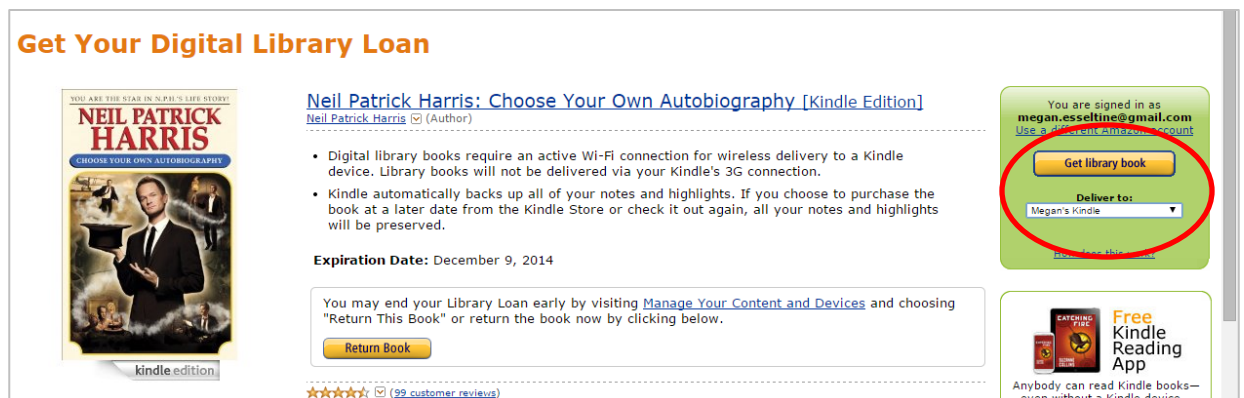 Get Your Digital Library Loan
YOU ARE THE STAR IN N.P.H.'S LIFE STORY!
NEIL PATRICK
HARRIS
CHOOSE YOUR OWN AUTOBIOGRAPHY
kindle edition
Neil Patrick Harris: Choose Your Own Autobiography [Kindle Edition]
Neil Patrick Harris (Author)
• Digital library books require an active Wi-Fi connection for wireless delivery to a Kindle
device. Library books will not be delivered via your Kindle's 3G connection.
• Kindle automatically backs up all of your notes and highlights. If you choose to purchase the
book at a later date from the Kindle Store or check it out again, all your notes and highlights
will be preserved.
Expiration Date: December 9, 2014
You may end your Library Loan early by visiting Manage Your Content and Devices and choosing
"Return This Book" or return the book now by clicking below.
Return Book
(99 customer reviews)
You are signed in as
megan.esseltine@gmail.com
Use a different Amazon account
Get library book
Deliver to:
Megan's Kindle
How does this work?
CATCHING
FIRE
Free
Kindle
Reading
App
Anybody can read Kindle books—
even without a Kindle device